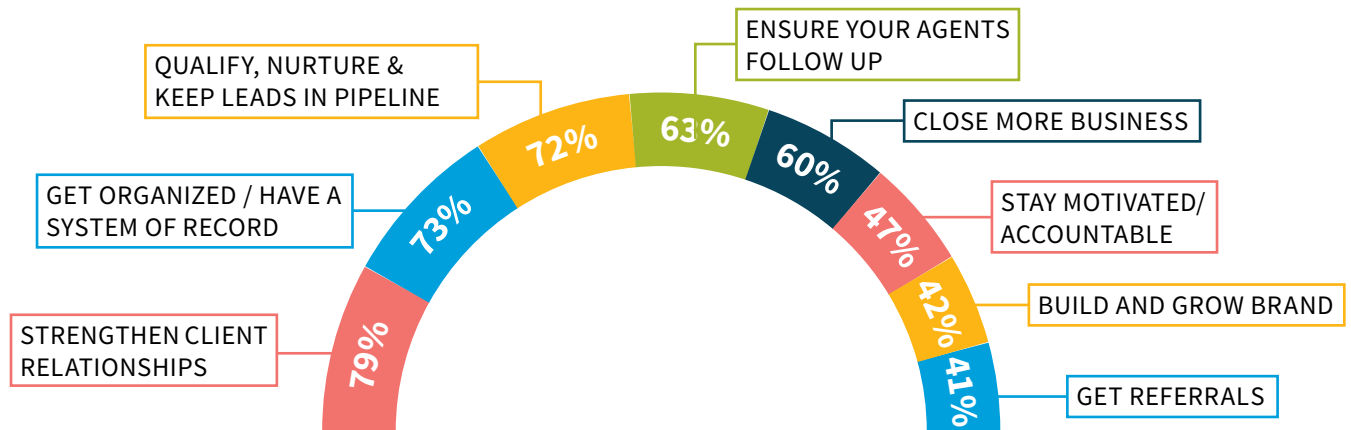 ENSURE YOUR AGENTS
FOLLOW UP
QUALIFY, NURTURE &
KEEP LEADS IN PIPELINE
63%
CLOSE MORE BUSINESS
72%
60%
GET ORGANIZED / HAVE A
SYSTEM OF RECORD
73%
STAY MOTIVATED/
ACCOUNTABLE
47%
42%
BUILD AND GROW BRAND
STRENGTHEN CLIENT
RELATIONSHIPS
79%
41%
GET REFERRALS